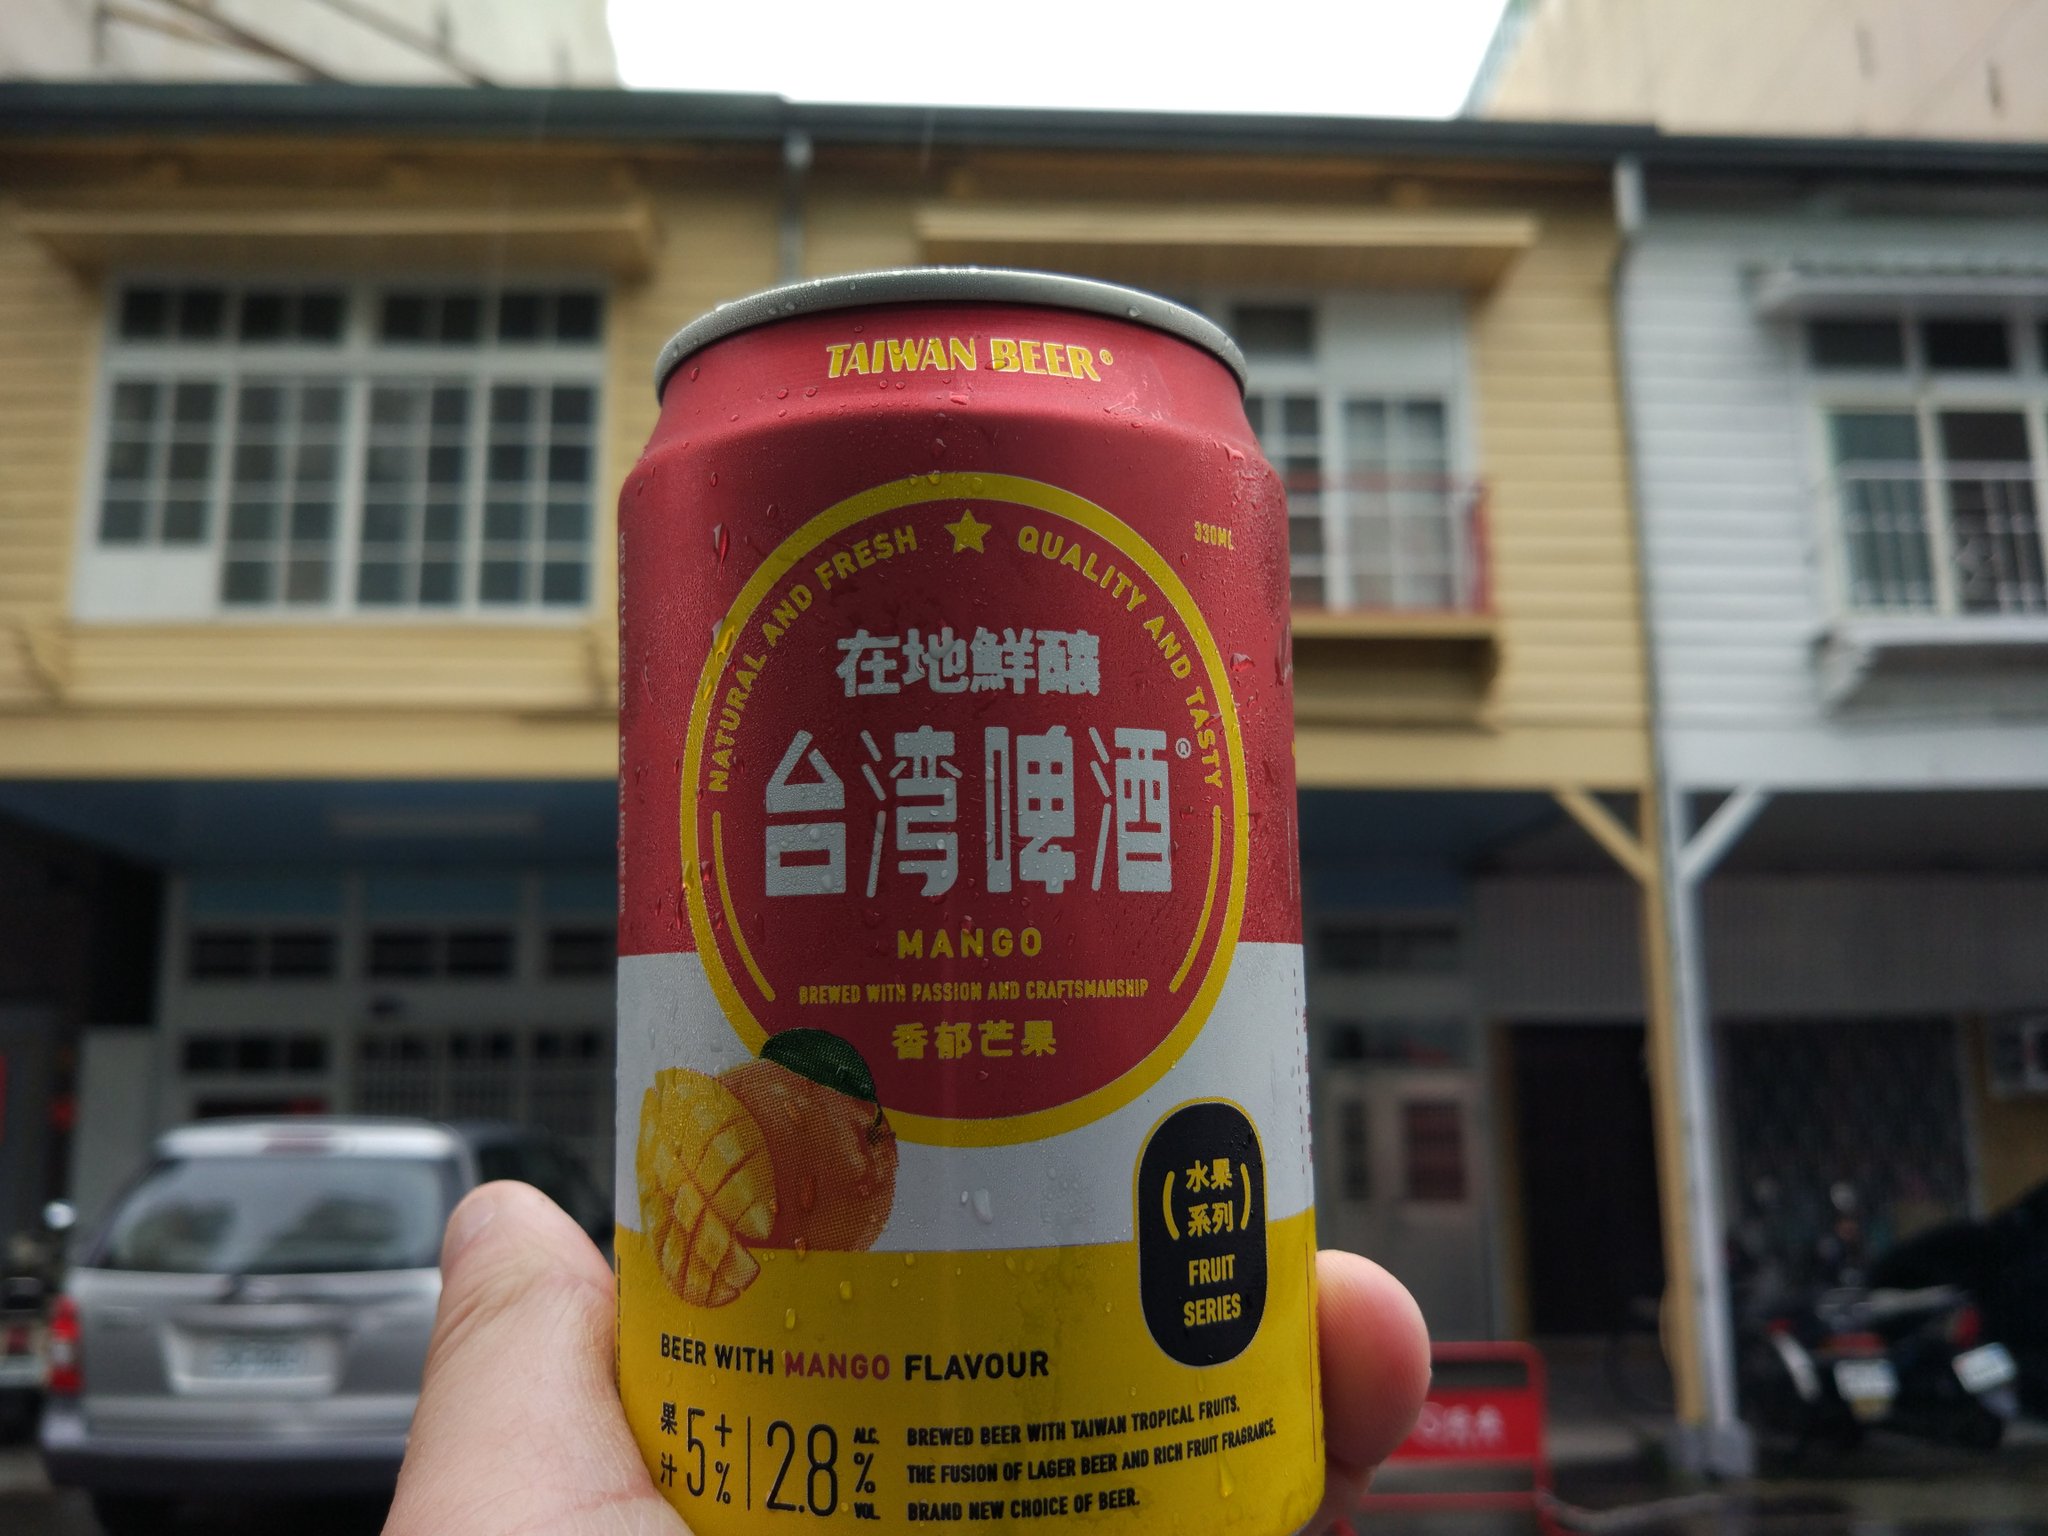 TAIWAN BEER®
330ML
NATURAL AND FRESH ★ QUALITY AND TASTY
在地鮮釀
台湾啤酒®
MANGO
BREWED WITH PASSION AND CRAFTSMANSHIP
香郁芒果
(水果
系列)
FRUIT
SERIES
BEER WITH MANGO FLAVOUR
果汁 5+% | 2.8 ALC. % VOL.
BREWED BEER WITH TAIWAN TROPICAL FRUITS.
THE FUSION OF LAGER BEER AND RICH FRUIT FRAGRANCE.
BRAND NEW CHOICE OF BEER.